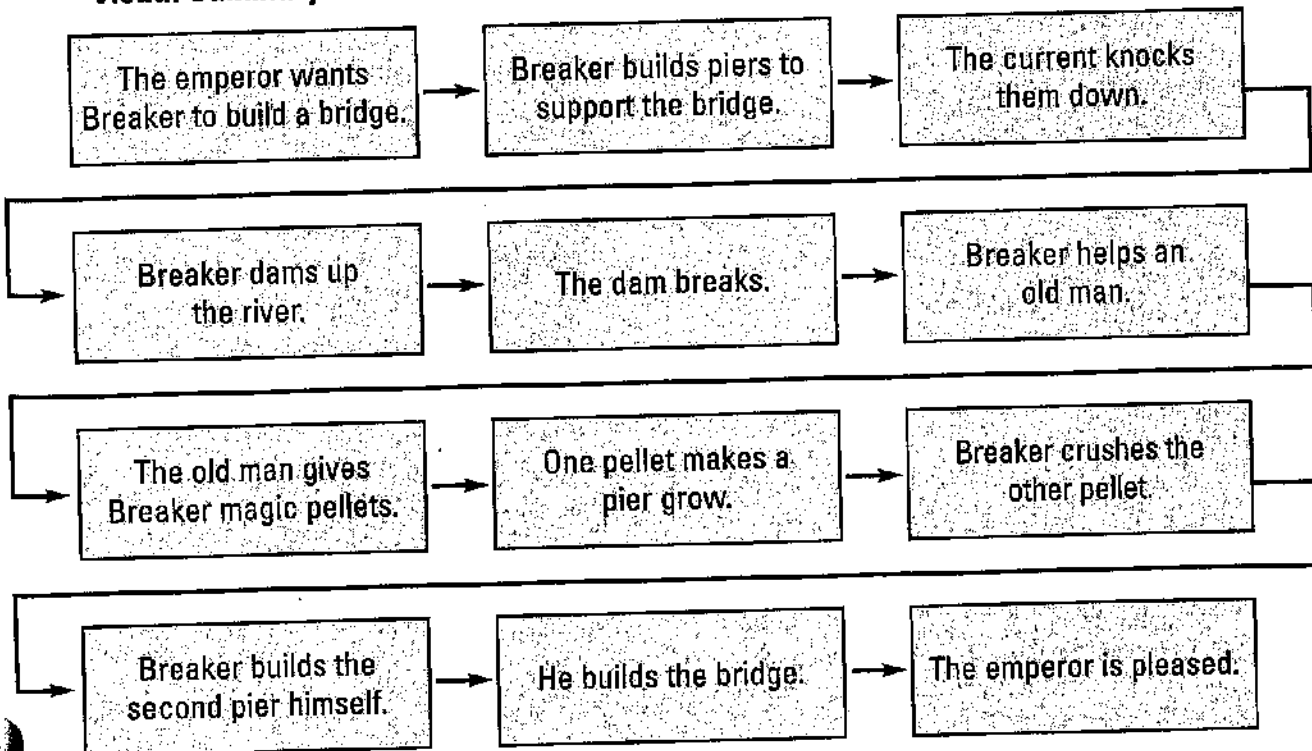 The emperor wants
Breaker to build a bridge.
Breaker builds piers to
support the bridge.
The current knocks
them down.
Breaker dams up
the river.
The dam breaks.
Breaker helps an
old man.
The old man gives
Breaker magic pellets.
One pellet makes a
pier grow.
Breaker crushes the
other pellet.
Breaker builds the
second pier himself.
He builds the bridge.
The emperor is pleased.